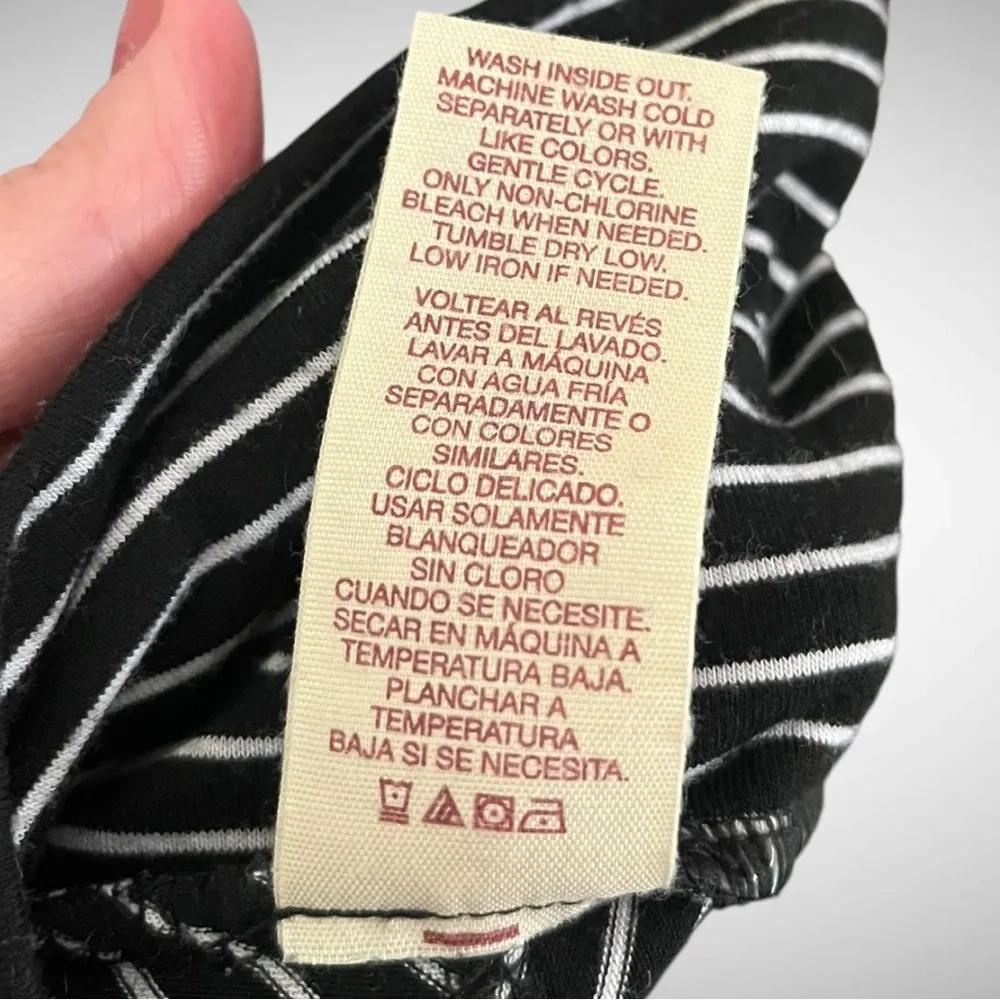 WASH INSIDE OUT.
MACHINE WASH COLD
SEPARATELY OR WITH
LIKE COLORS.
GENTLE CYCLE.
ONLY NON-CHLORINE
BLEACH WHEN NEEDED.
TUMBLE DRY LOW.
LOW IRON IF NEEDED.
VOLTEAR AL REVÉS
ANTES DEL LAVADO.
LAVAR A MÁQUINA
CON AGUA FRÍA
SEPARADAMENTE O
CON COLORES
SIMILARES.
CICLO DELICADO.
USAR SOLAMENTE
BLANQUEADOR
SIN CLORO
CUANDO SE NECESITE.
SECAR EN MÁQUINA A
TEMPERATURA BAJA.
PLANCHAR A
TEMPERATURA
BAJA SI SE NECESITA.